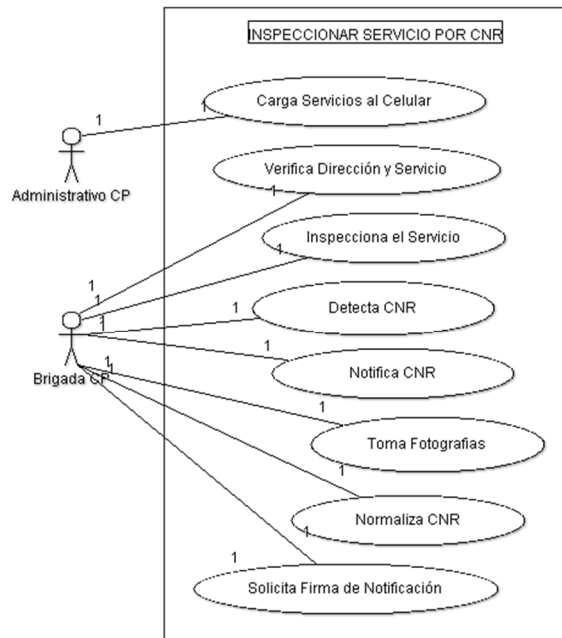 INSPECCIONAR SERVICIO POR CNR
Carga Servicios al Celular
1
1
Administrativo CP
Verifica Dirección y Servicio
1
Inspecciona el Servicio
1
1
1
Detecta CNR
1
1
Notifica CNR
1
Brigada CP
1
1
Toma Fotografias
1
Normaliza CNR
1
1
Solicita Firma de Notificación
1